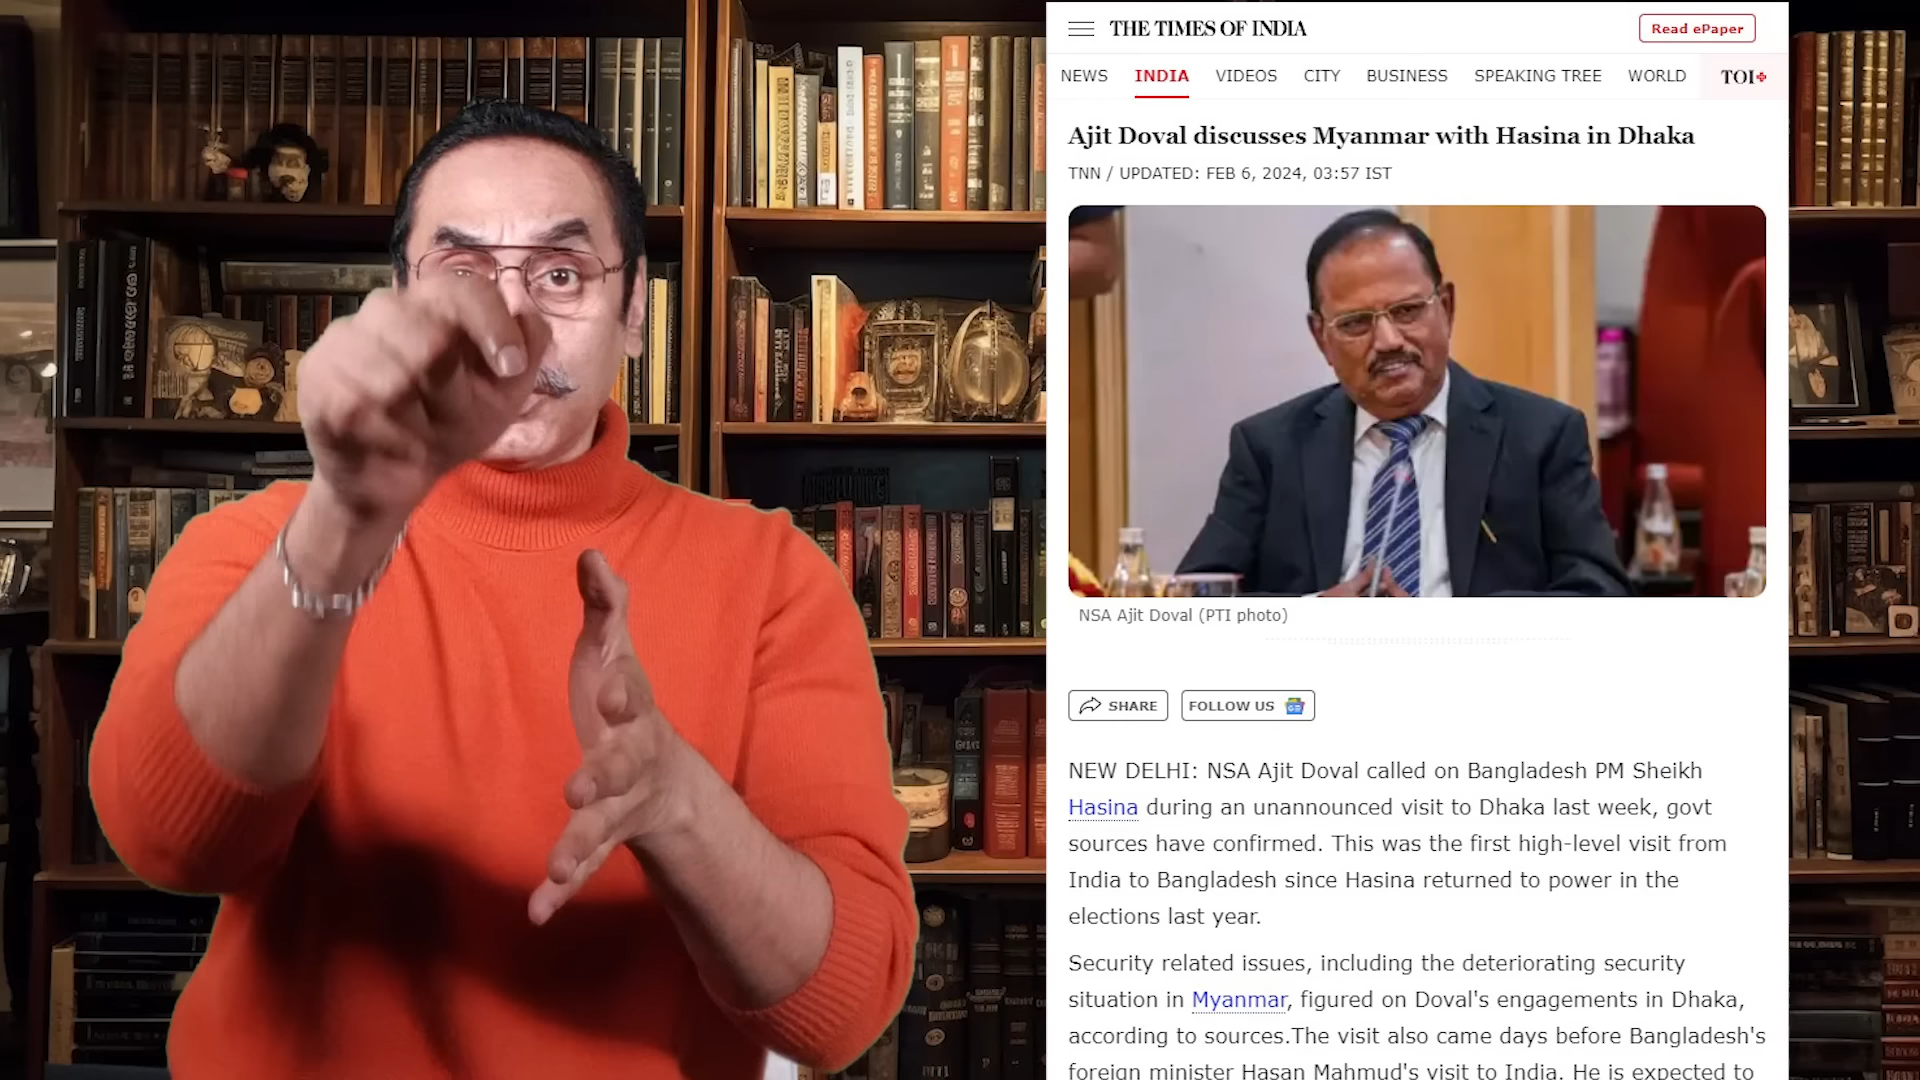 THE TIMES OF INDIA
Read ePaper
NEWS INDIA VIDEOS CITY BUSINESS SPEAKING TREE WORLD TOI+
Ajit Doval discusses Myanmar with Hasina in Dhaka
TNN / UPDATED: FEB 6, 2024, 03:57 IST
NSA Ajit Doval (PTI photo)
SHARE FOLLOW US
NEW DELHI: NSA Ajit Doval called on Bangladesh PM Sheikh
Hasina during an unannounced visit to Dhaka last week, govt
sources have confirmed. This was the first high-level visit from
India to Bangladesh since Hasina returned to power in the
elections last year.
Security related issues, including the deteriorating security
situation in Myanmar, figured on Doval's engagements in Dhaka,
according to sources.The visit also came days before Bangladesh's
foreign minister Hasan Mahmud's visit to India. He is expected to